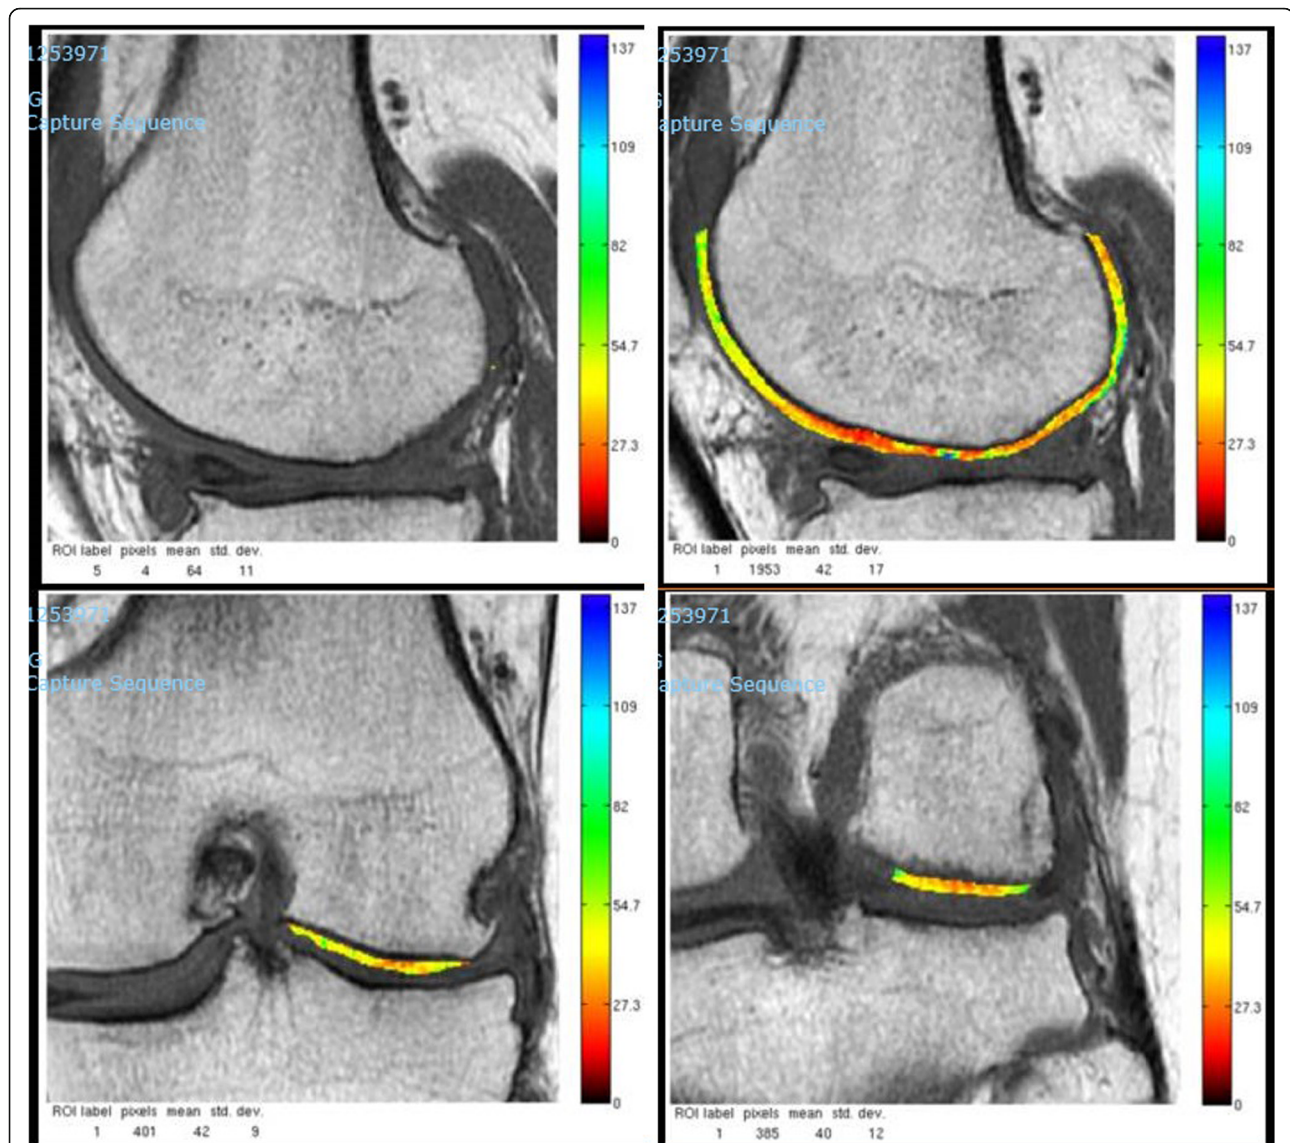 1253971
G
Capture Sequence
137
109
82
54.7
27.3
0
ROI label pixels mean std. dev.
5 4 64 11
253971
G
apture Sequence
137
109
82
54.7
27.3
0
ROI label pixels mean std. dev.
1 1953 42 17
1253971
G
Capture Sequence
137
109
82
54.7
27.3
0
ROI label pixels mean std. dev.
1 401 42 9
253971
G
apture Sequence
137
109
82
54.7
27.3
0
ROI label pixels mean std. dev.
1 385 40 12